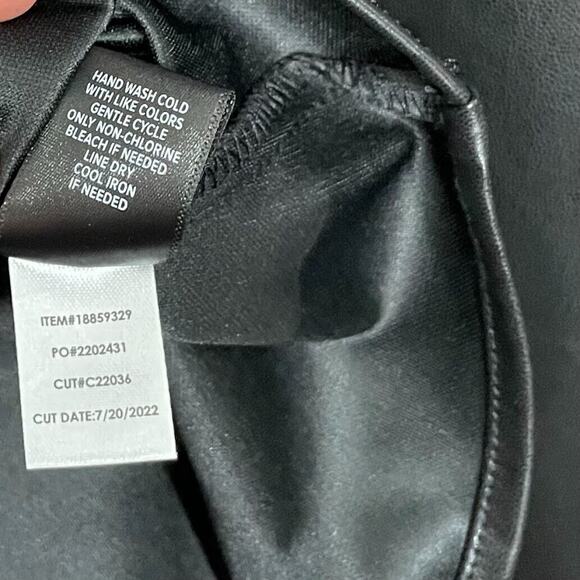 HAND WASH COLD
WITH LIKE COLORS
GENTLE CYCLE
ONLY NON-CHLORINE
BLEACH IF NEEDED
LINE DRY
COOL IRON
IF NEEDED
ITEM#18859329
PO#2202431
CUT#C22036
CUT DATE:7/20/2022